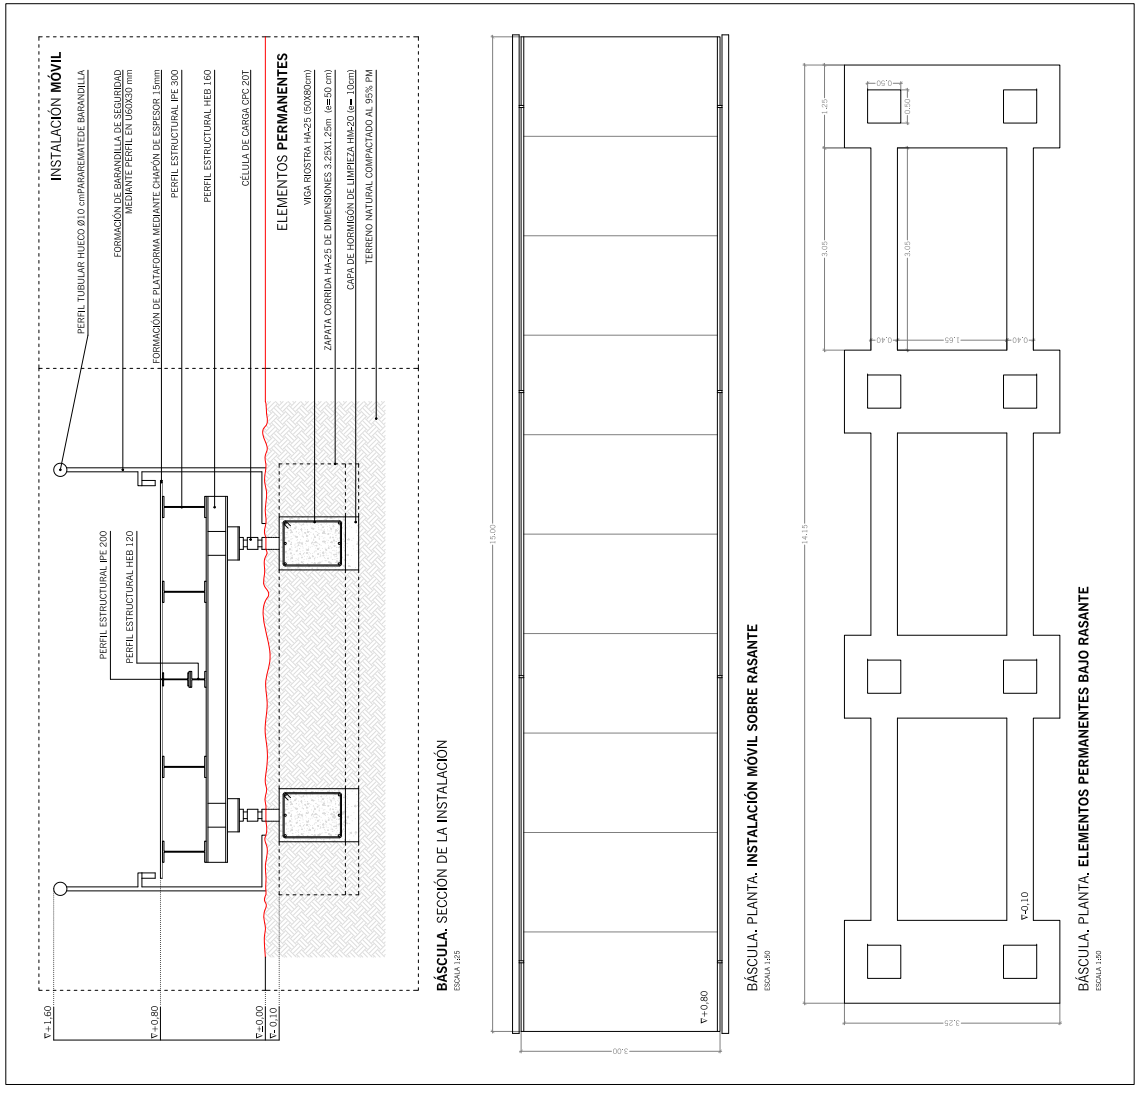 INSTALACIÓN MÓVIL
PERFIL TUBULAR HUECO Ø10 cmPARAREMATEDE BARANDILLA
FORMACIÓN DE BARANDILLA DE SEGURIDAD
MEDIANTE PERFIL EN U60X30 mm
FORMACIÓN DE PLATAFORMA MEDIANTE CHAPÓN DE ESPESOR 15mm
PERFIL ESTRUCTURAL IPE 300
PERFIL ESTRUCTURAL HEB 160
CÉLULA DE CARGA CPC 20T
ELEMENTOS PERMANENTES
VIGA RIOSTRA HA-25 (50X80cm)
ZAPATA CORRIDA HA-25 DE DIMENSIONES 3.25X1.25m (e=50 cm)
CAPA DE HORMIGÓN DE LIMPIEZA HM-20 (e= 10cm)
TERRENO NATURAL COMPACTADO AL 95% PM
PERFIL ESTRUCTURAL IPE 200
PERFIL ESTRUCTURAL HEB 120
+1,60
+0,80
±0,00
- 0,10
BÁSCULA. SECCIÓN DE LA INSTALACIÓN
ESCALA 1:25
15.00
3.00
+0,80
BÁSCULA. PLANTA. INSTALACIÓN MÓVIL SOBRE RASANTE
ESCALA 1:50
14.15
1.25
0.50
0.50
3.05
3.05
0.40
1.65
0.40
3.25
-0,10
BÁSCULA. PLANTA. ELEMENTOS PERMANENTES BAJO RASANTE
ESCALA 1:50